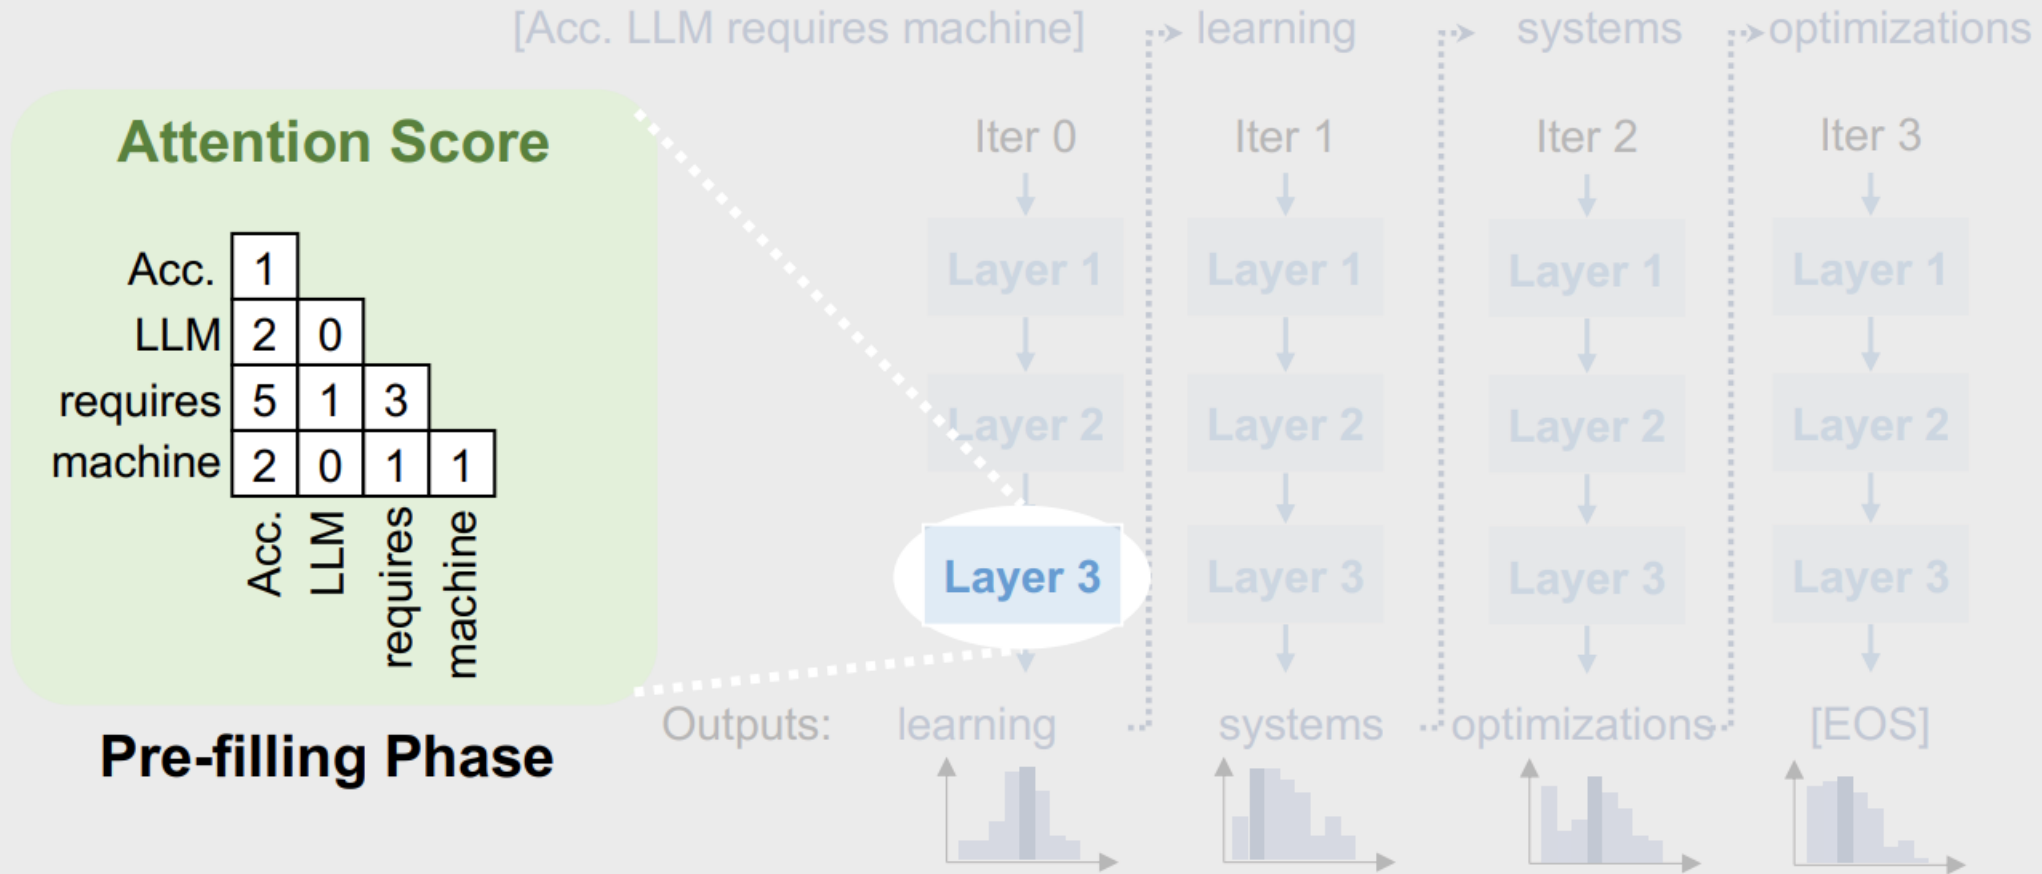 [Acc. LLM requires machine] learning systems optimizations
Attention Score
Iter 0 Iter 1 Iter 2 Iter 3
Layer 1 Layer 1 Layer 1 Layer 1
Acc. 1
LLM 2 0
requires 5 1 3
machine 2 0 1 1
Acc. LLM requires machine
Layer 2 Layer 2 Layer 2 Layer 2
Layer 3 Layer 3 Layer 3 Layer 3
Outputs: learning systems optimizations [EOS]
Pre-filling Phase